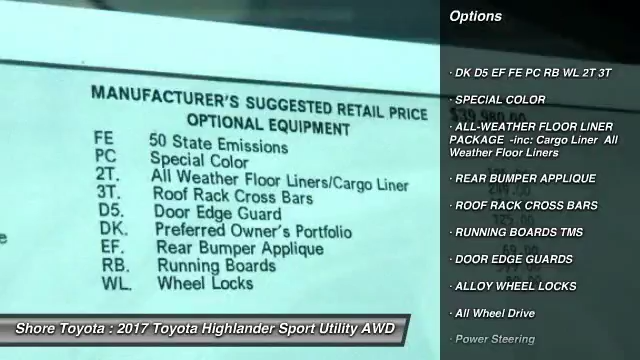 MANUFACTURER'S SUGGESTED RETAIL PRICE
OPTIONAL EQUIPMENT
FE 50 State Emissions
PC Special Color
2T. All Weather Floor Liners/Cargo Liner
3T. Roof Rack Cross Bars
D5. Door Edge Guard
DK. Preferred Owner's Portfolio
EF. Rear Bumper Applique
RB. Running Boards
WL. Wheel Locks
Options
· DK D5 EF FE PC RB WL 2T 3T
· SPECIAL COLOR
$39,980.00
· ALL-WEATHER FLOOR LINER
PACKAGE -inc: Cargo Liner All
Weather Floor Liners
· REAR BUMPER APPLIQUE
· ROOF RACK CROSS BARS
· RUNNING BOARDS TMS
· DOOR EDGE GUARDS
· ALLOY WHEEL LOCKS
· All Wheel Drive
· Power Steering
Shore Toyota : 2017 Toyota Highlander Sport Utility AWD